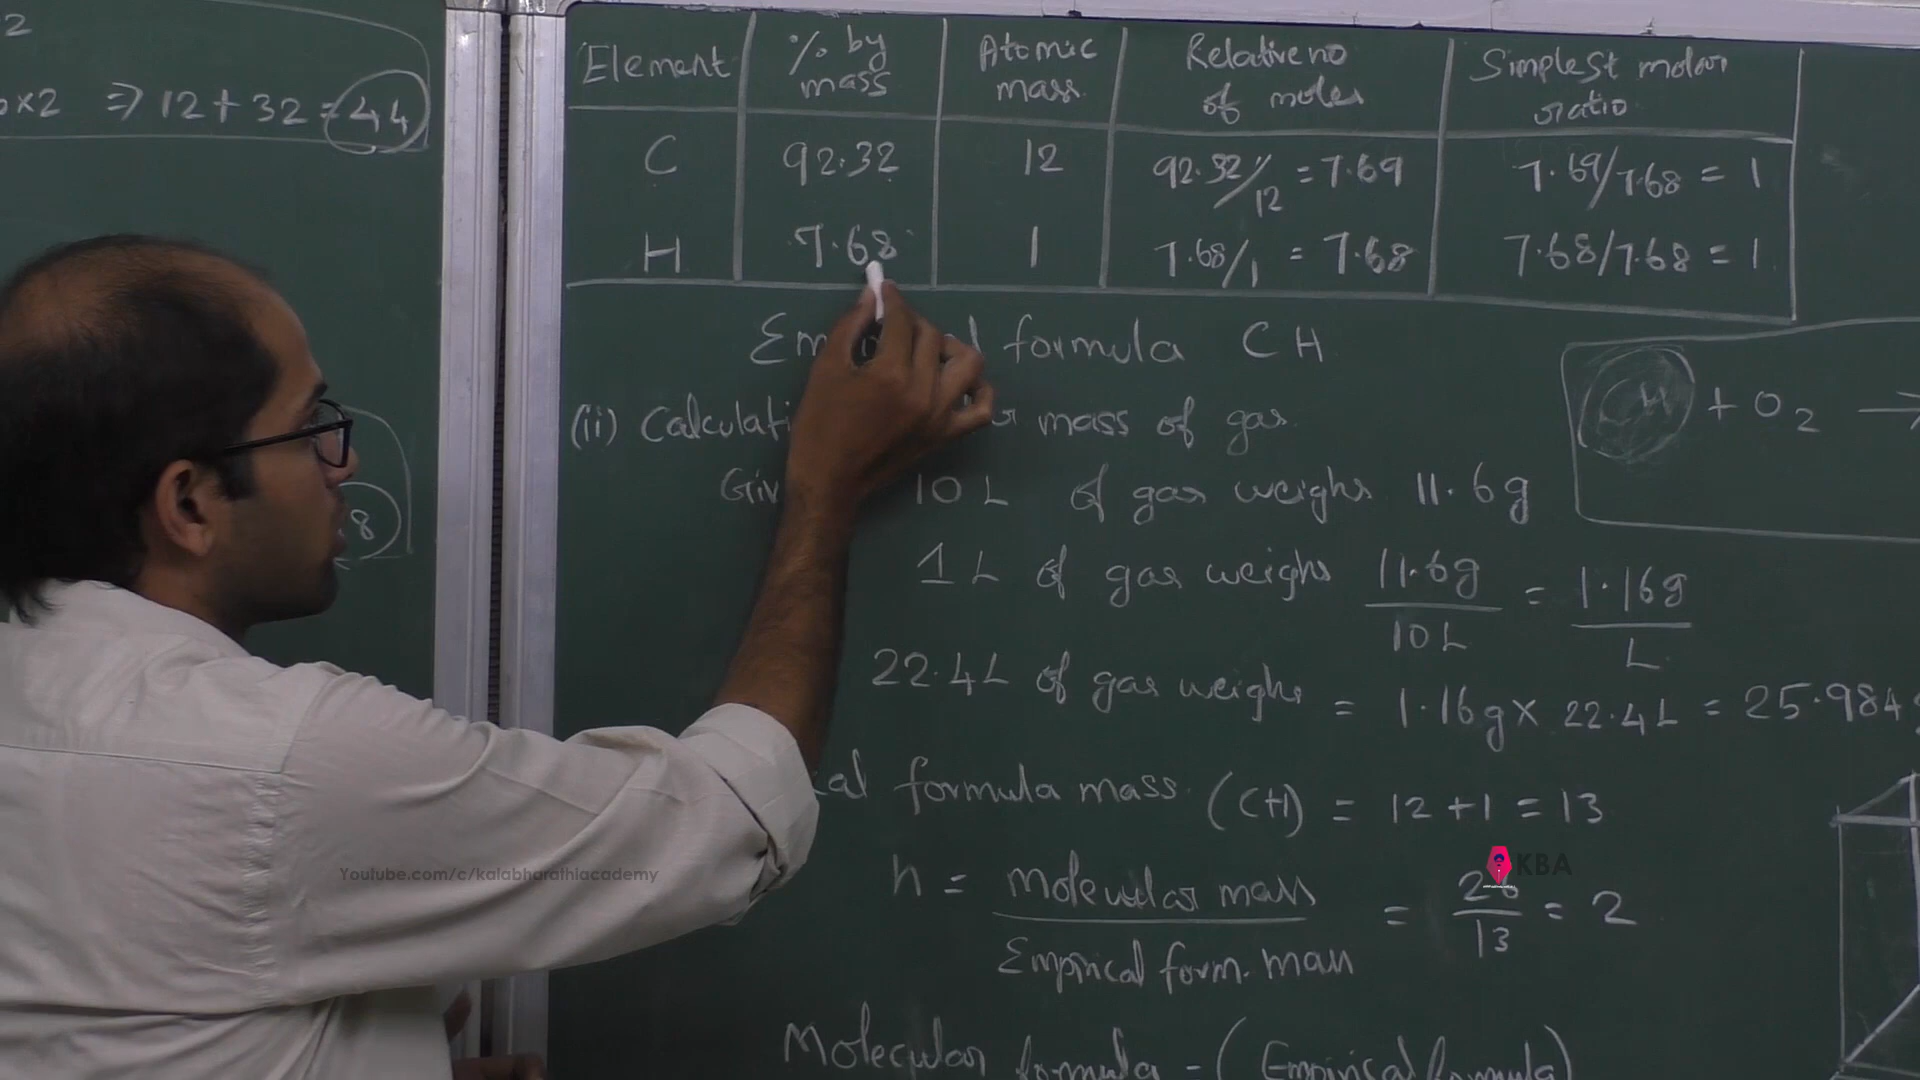 2
×2 ⇒ 12 + 32 = 44
8
Element % by mass Atomic mass Relative no of moles Simplest molar ratio
C 92.32 12 92.32/12 = 7.69 7.69/7.68 = 1
H 7.68 1 7.68/1 = 7.68 7.68/7.68 = 1
formula CH
(ii) mass of gas
+ O2 →
10 L of gas weighs 11.6g
1 L of gas weighs 11.6g/10L = 1.16g/L
22.4L of gas weighs = 1.16g × 22.4L = 25.984
formula mass (CH) = 12 + 1 = 13
n = molecular mass/Empirical form. mass = 26/13 = 2
Molecular formula = (Empirical formula)
Youtube.com/c/kalabharathiacademy
KBA